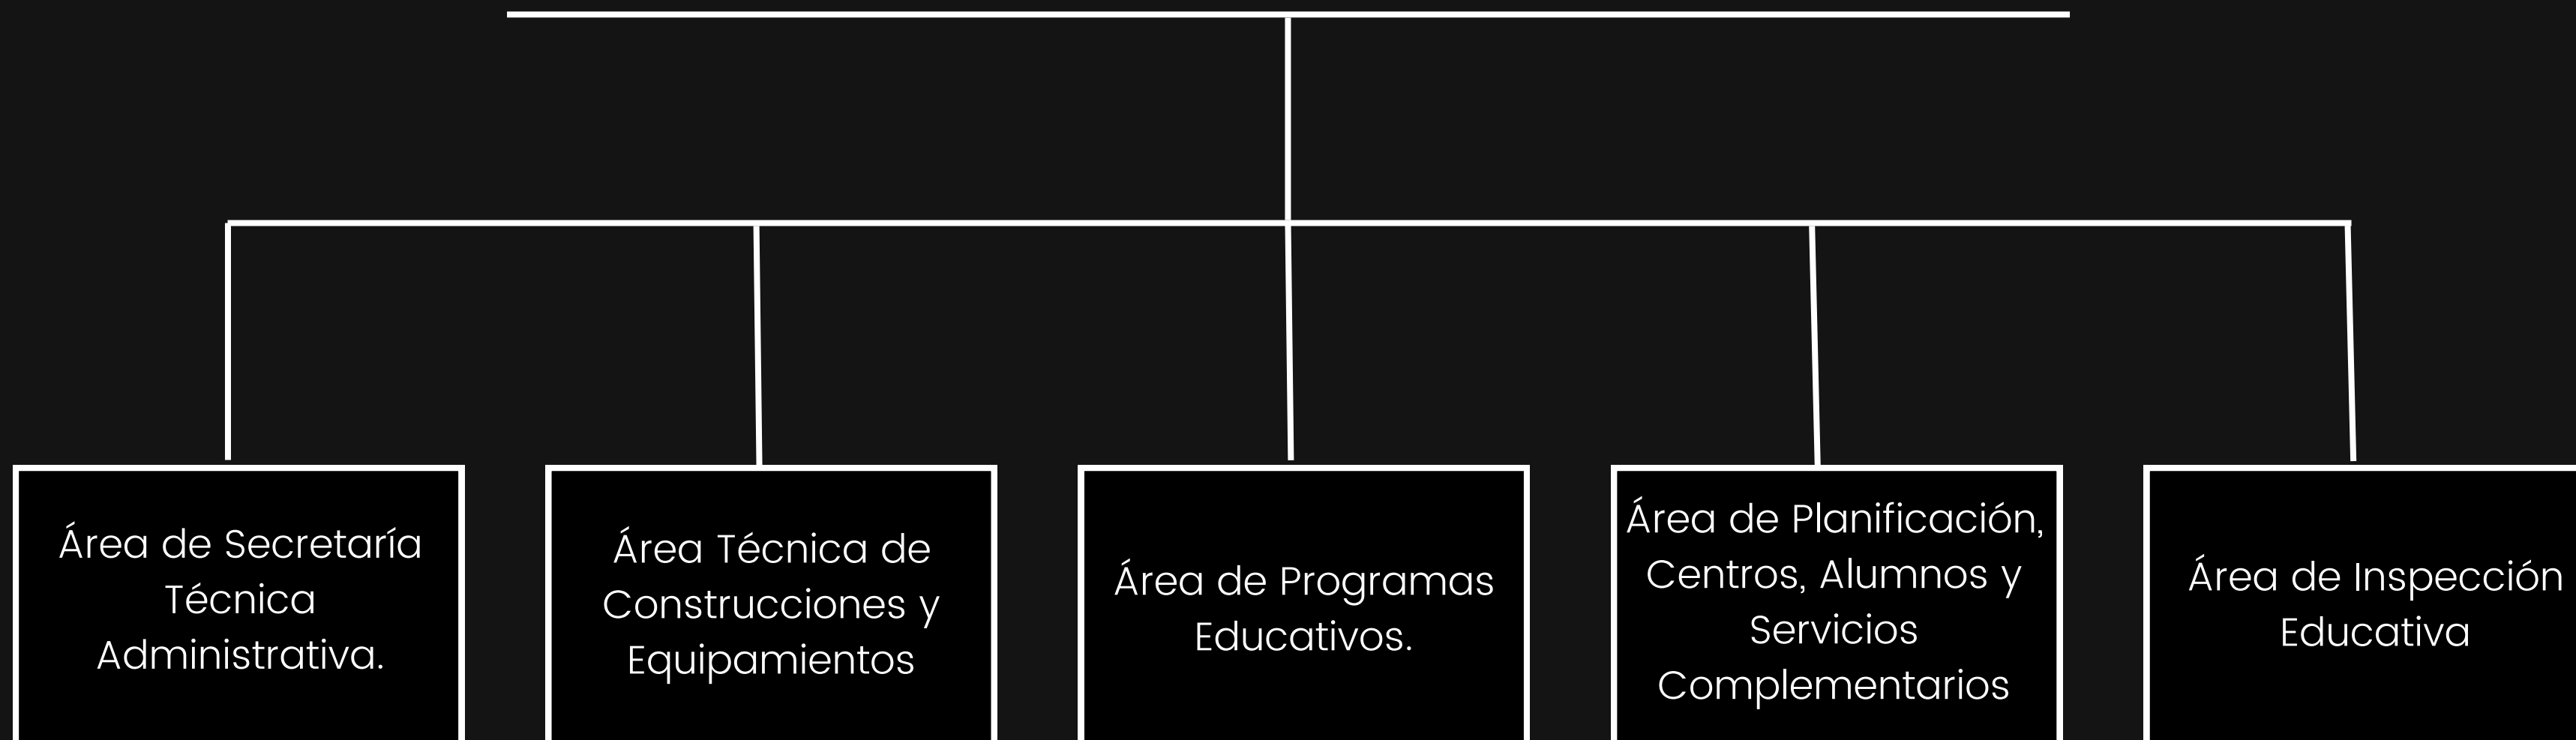 Área de Secretaría
Técnica
Administrativa.
Área Técnica de
Construcciones y
Equipamientos
Área de Programas
Educativos.
Área de Planificación,
Centros, Alumnos y
Servicios
Complementarios
Área de Inspección
Educativa